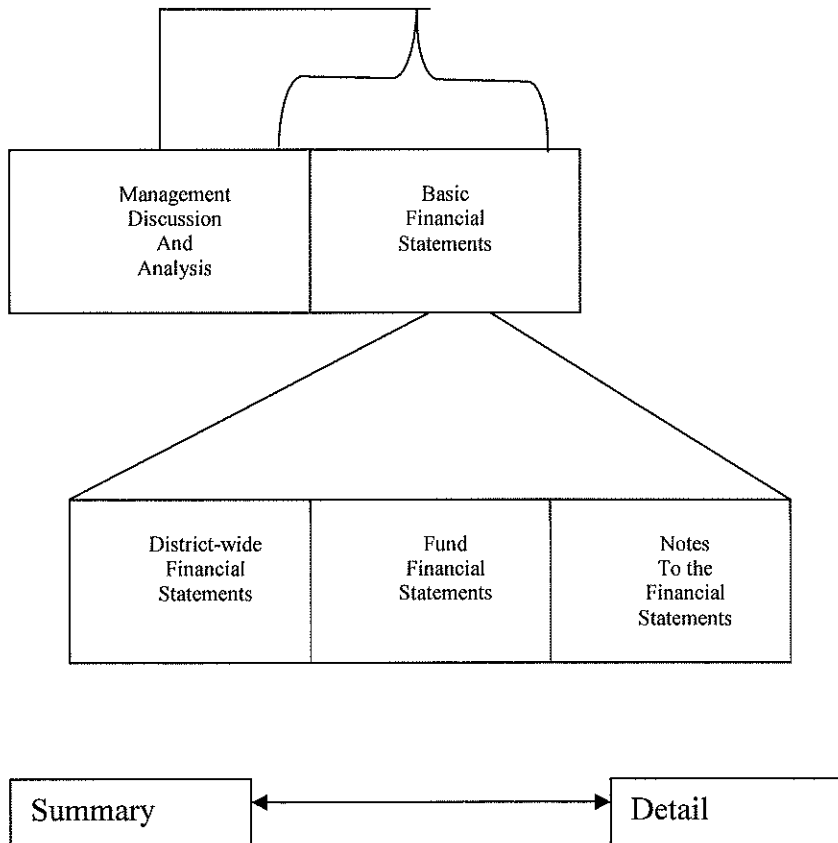 Management
Discussion
And
Analysis
Basic
Financial
Statements
District-wide
Financial
Statements
Fund
Financial
Statements
Notes
To the
Financial
Statements
Summary
Detail